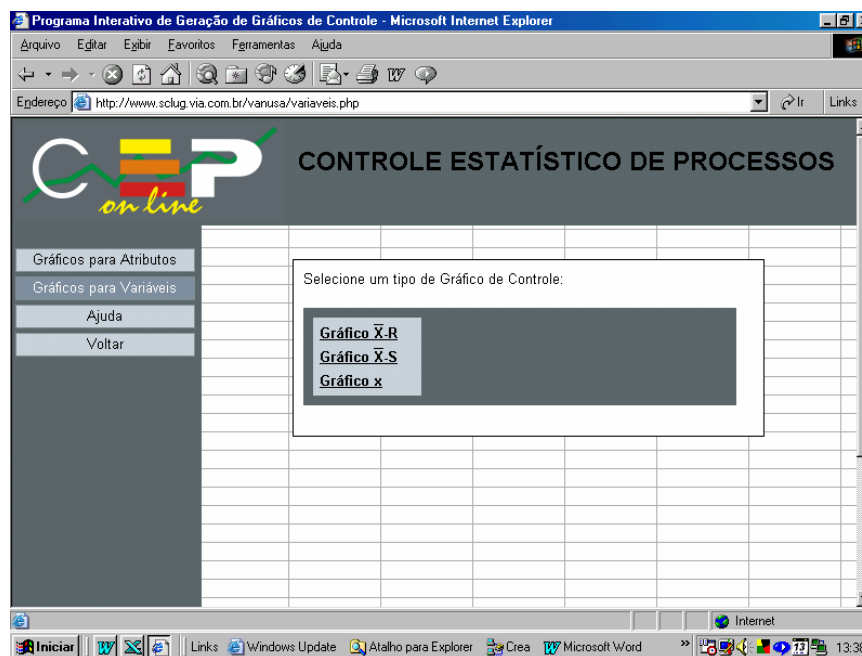 Programa Interativo de Geração de Gráficos de Controle - Microsoft Internet Explorer
Arquivo Editar Exibir Favoritos Ferramentas Ajuda
Endereço http://www.sclug.via.com.br/vanusa/variaveis.php Ir Links
CEP on line
CONTROLE ESTATÍSTICO DE PROCESSOS
Gráficos para Atributos
Gráficos para Variáveis
Ajuda
Voltar
Selecione um tipo de Gráfico de Controle:
Gráfico X̅-R
Gráfico X̅-S
Gráfico x
Internet
Iniciar Links Windows Update Atalho para Explorer Crea Microsoft Word » 13 13:38